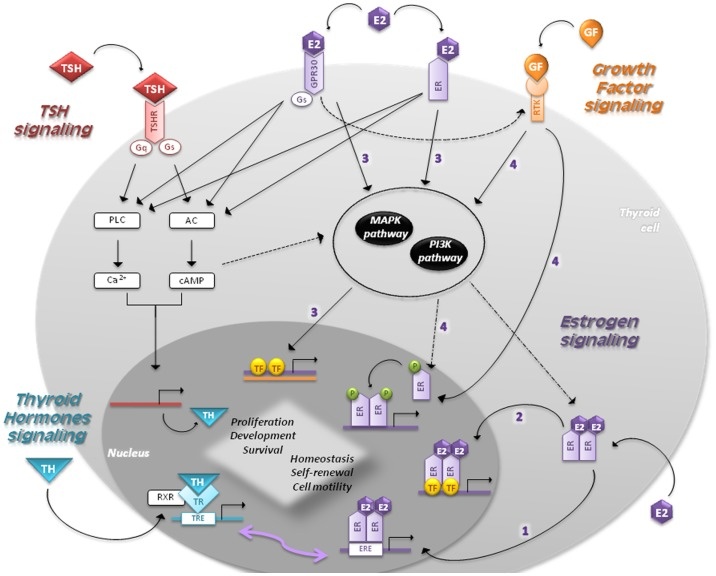 E2
E2
E2
GF
TSH
TSH
GPR30
ER
GF
Growth
Factor
signaling
TSH
signaling
TSHR
Gs
RTK
Gq
Gs
3
3
4
PLC
AC
MAPK
pathway
Thyroid
cell
PI3K
pathway
4
Ca2+
cAMP
3
4
Estrogen
signaling
TF
TF
P
ER
P
P
ER
ER
Thyroid
Hormones
signaling
TH
Proliferation
Development
Survival
2
E2
E2
ER
ER
Nucleus
Homeostasis
Self-renewal
Cell motility
E2
E2
ER
ER
TF
TF
TH
TH
RXR
TR
TRE
E2
E2
ER
ER
ERE
E2
1